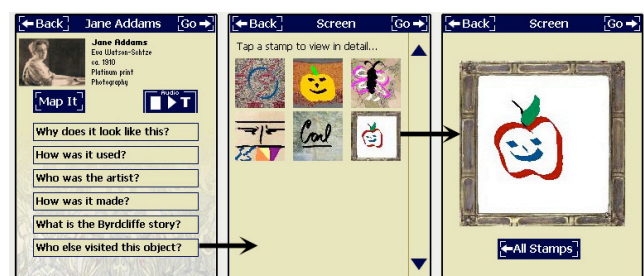 Back Jane Addams Go
Jane Addams
Eva Watson-Schtze
ca. 1910
Platinum print
Photography
Map It
Audio
T
Why does it look like this?
How was it used?
Who was the artist?
How was it made?
What is the Byrdcliffe story?
Who else visited this object?
Back Screen Go
Tap a stamp to view in detail...
Carl
Back Screen Go
All Stamps